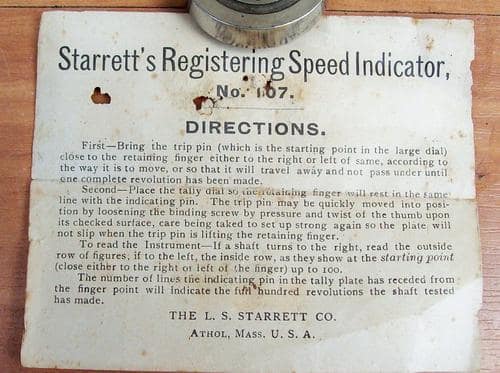 Starrett's Registering Speed Indicator,
No. 107.
DIRECTIONS.
First—Bring the trip pin (which is the starting point in the large dial)
close to the retaining finger either to the right or left of same, according to
the way it is to move, or so that it will travel away and not pass under until
one complete revolution has been made.
Second—Place the tally dial so the retaining finger will rest in the same
line with the indicating pin. The trip pin may be quickly moved into posi-
tion by loosening the binding screw by pressure and twist of the thumb upon
its checked surface, care being taked to set up strong again so the plate will
not slip when the trip pin is lifting the retaining finger.
To read the Instrument—If a shaft turns to the right, read the outside
row of figures, if to the left, the inside row, as they show at the starting point
(close either to the right or left of the finger) up to 100.
The number of lines the indicating pin in the tally plate has receded from
the finger point will indicate the full hundred revolutions the shaft tested
has made.
THE L. S. STARRETT CO.
ATHOL, MASS. U. S. A.